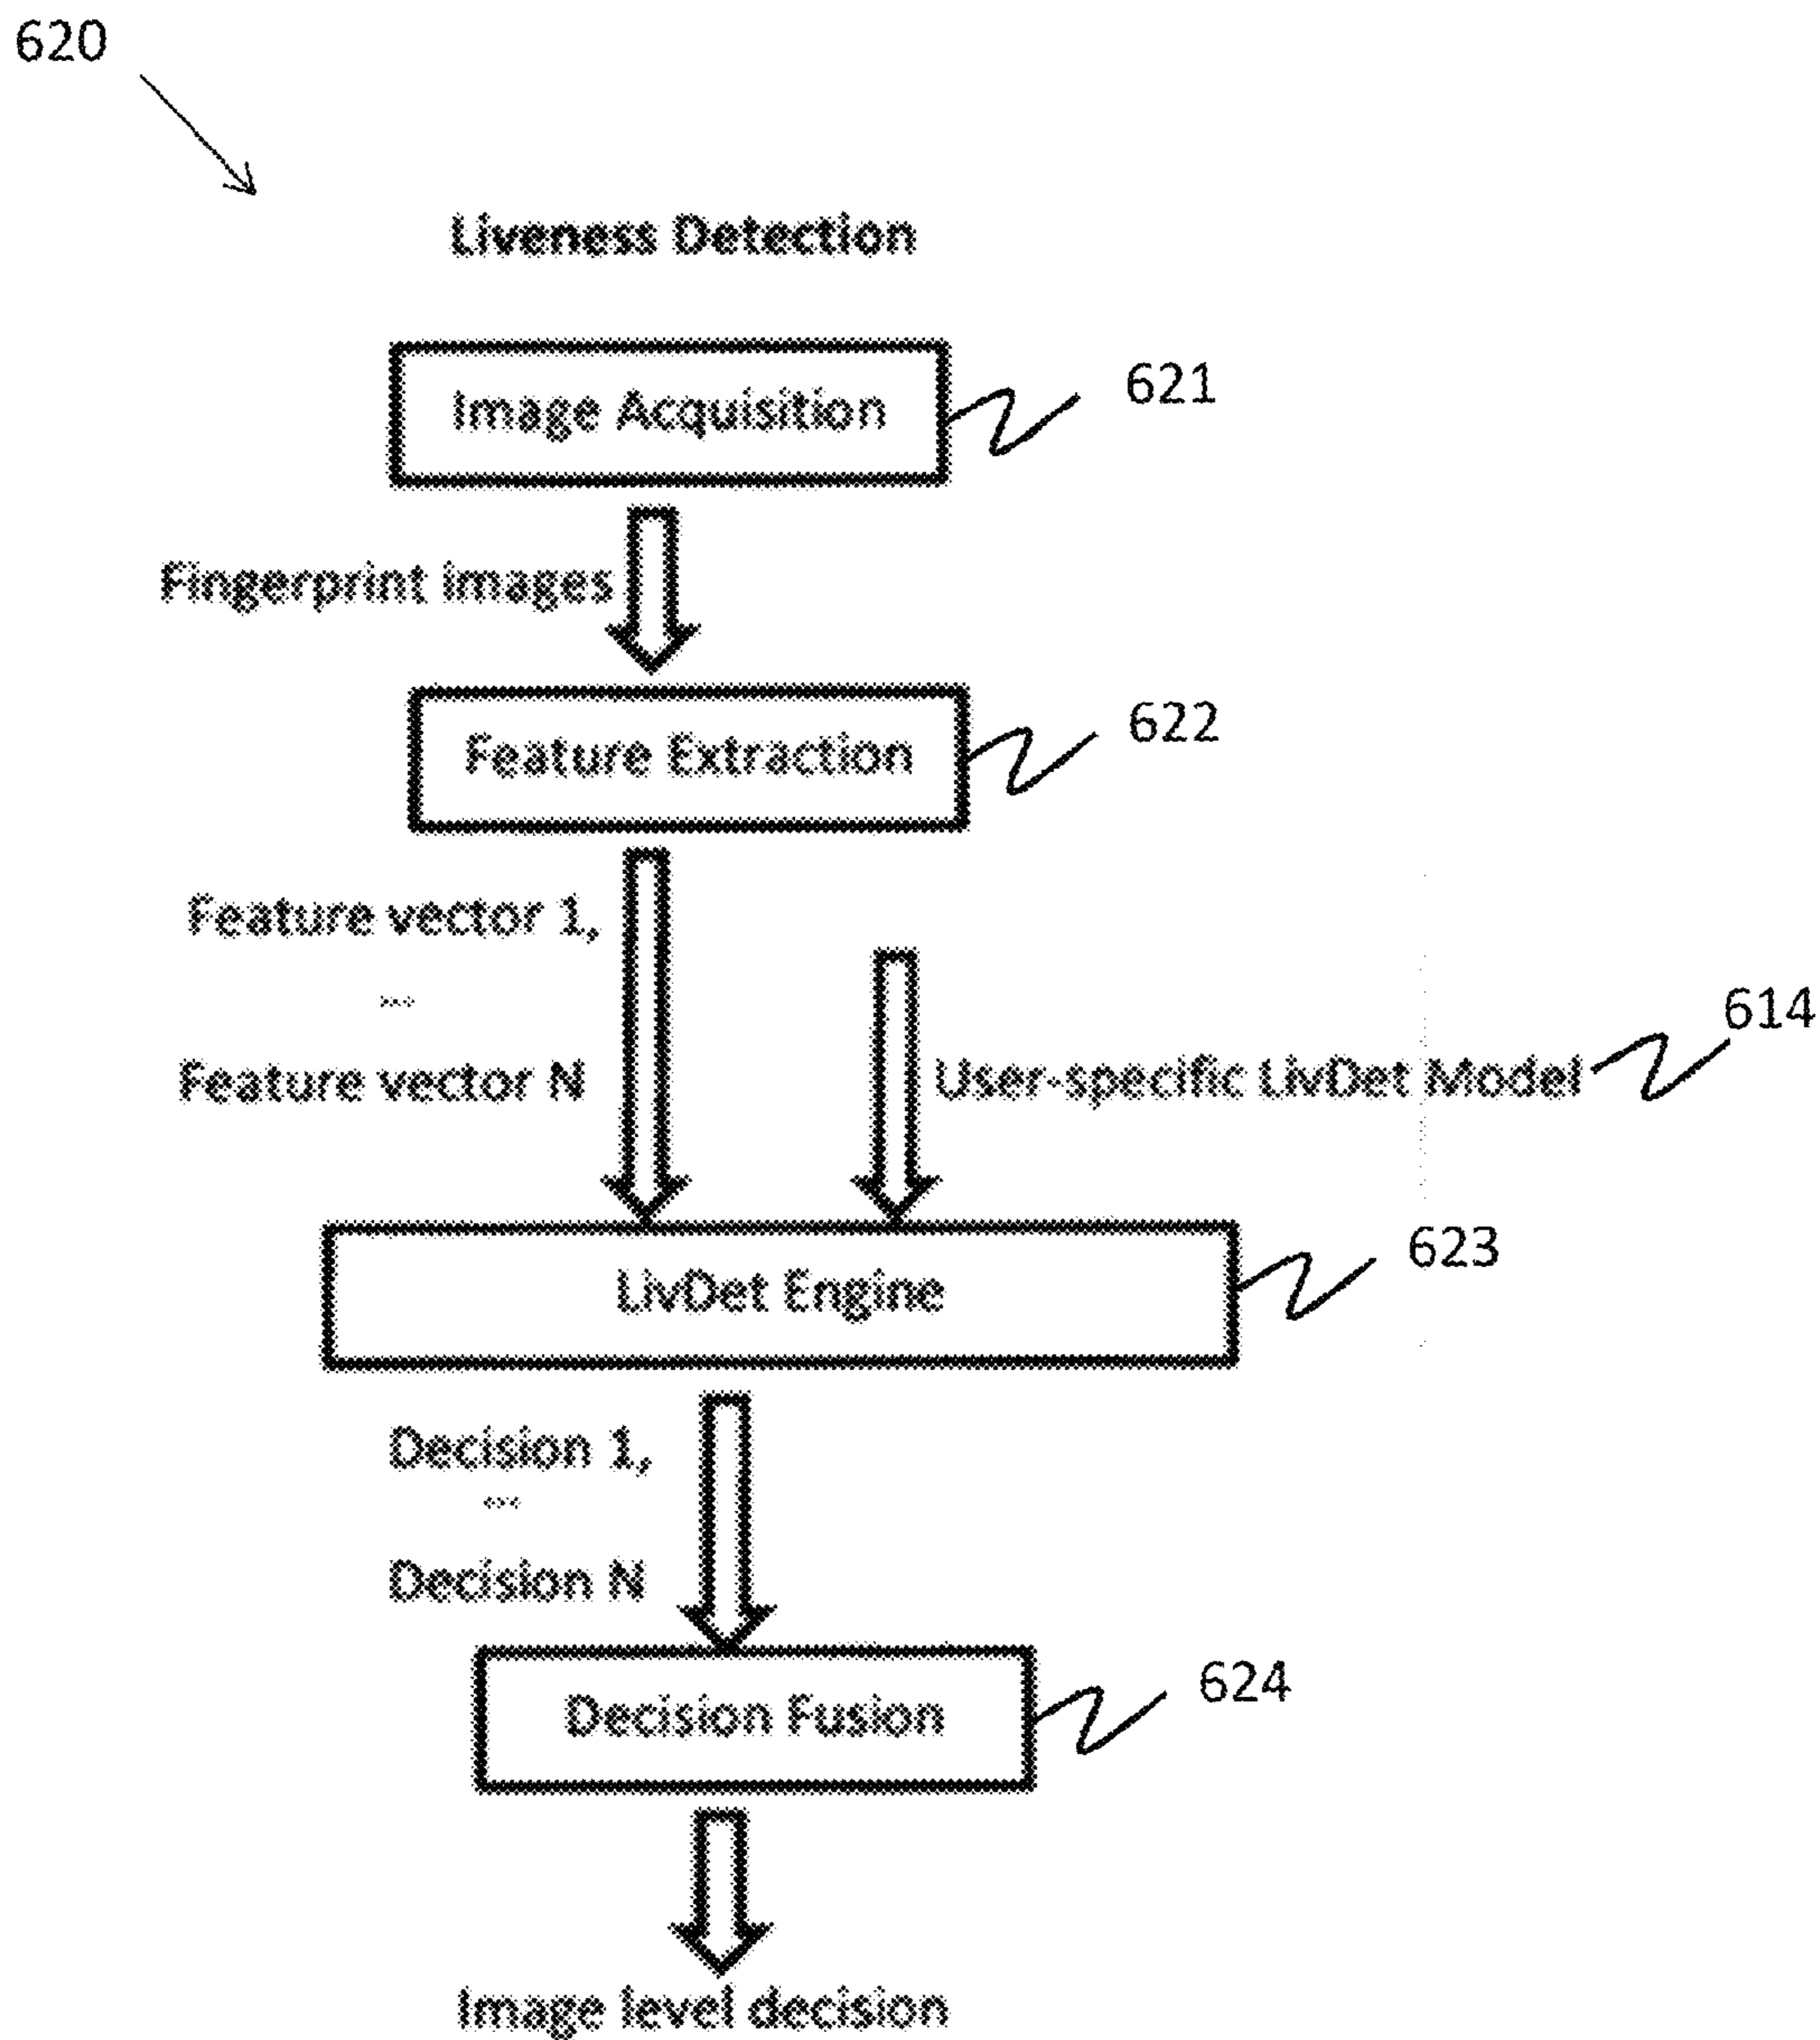 620
Liveness Detection
Image Acquisition
621
Fingerprint images
Feature Extraction
622
Feature vector 1,
...
Feature vector N
User-specific LivDet Model
614
LivDet Engine
623
Decision 1,
...
Decision N
Decision Fusion
624
Image level decision